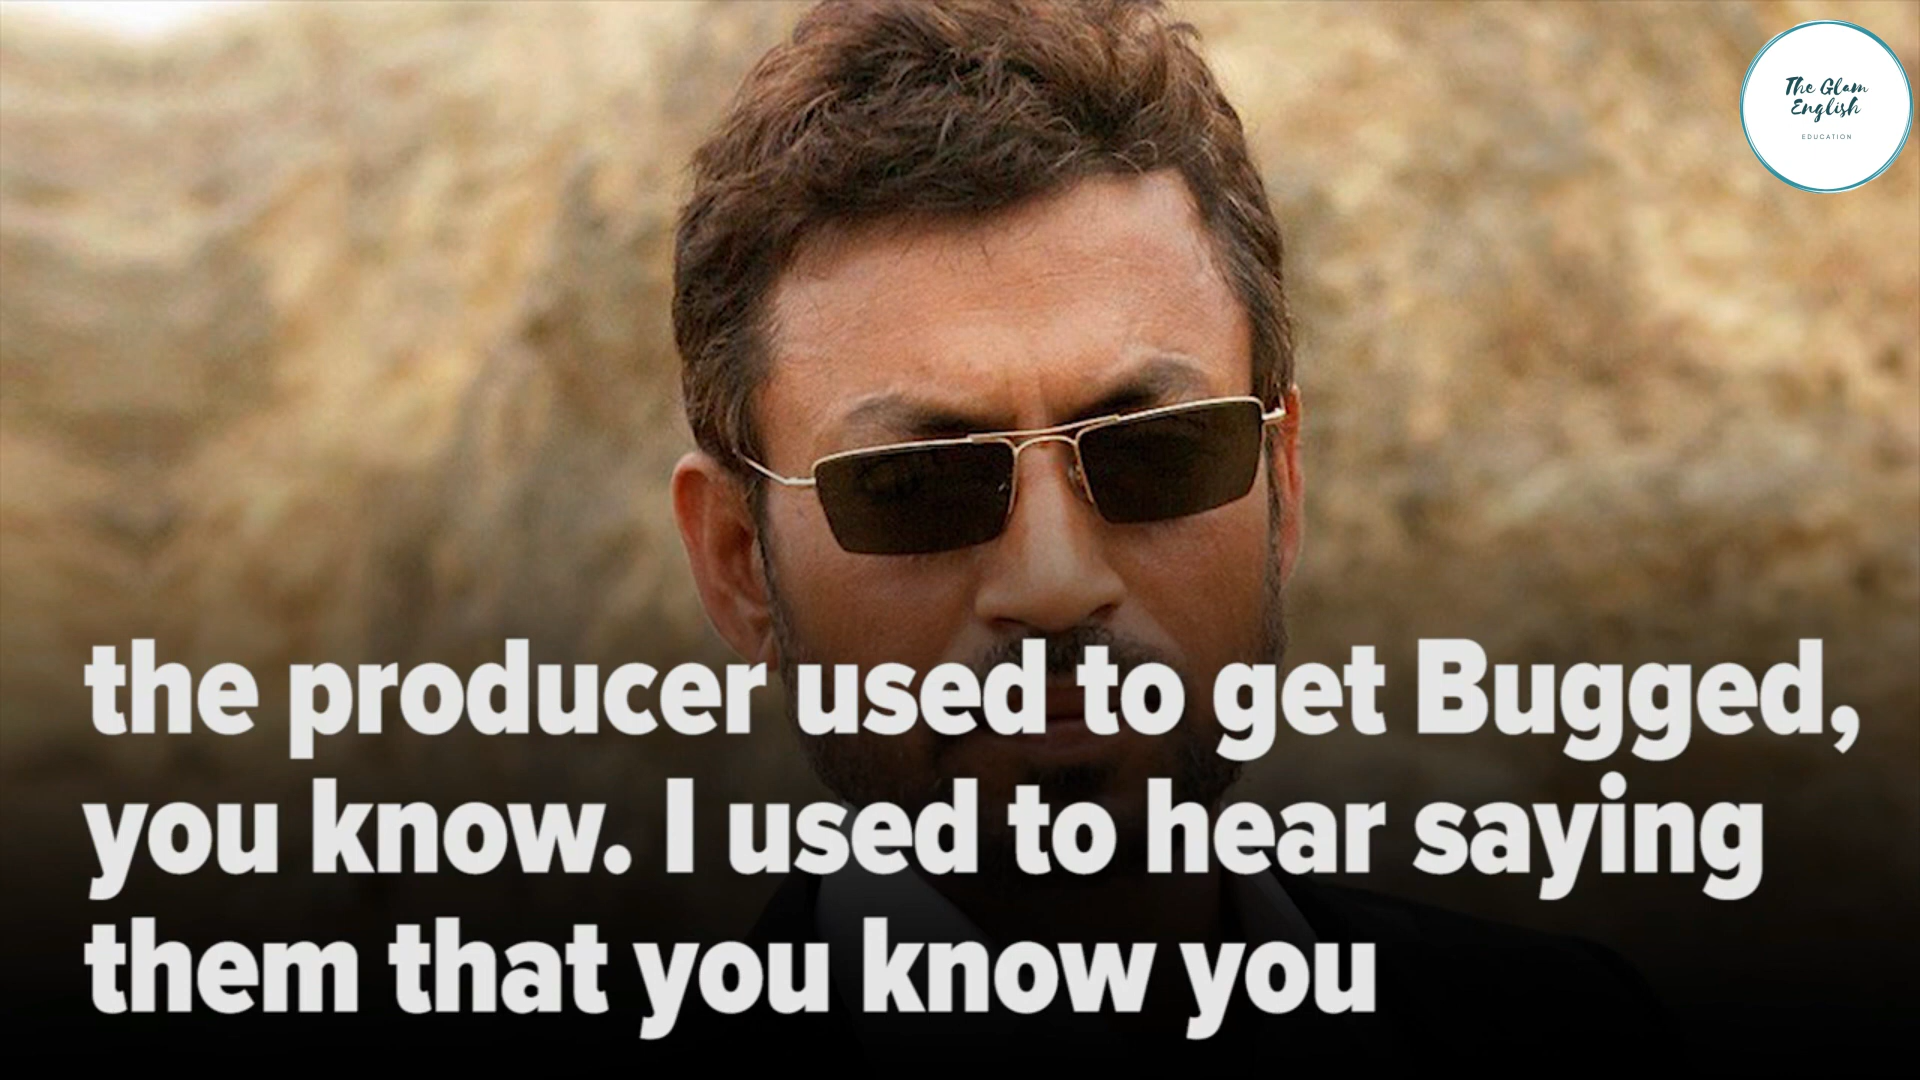 The Glam
English
EDUCATION
the producer used to get Bugged,
you know. I used to hear saying
them that you know you